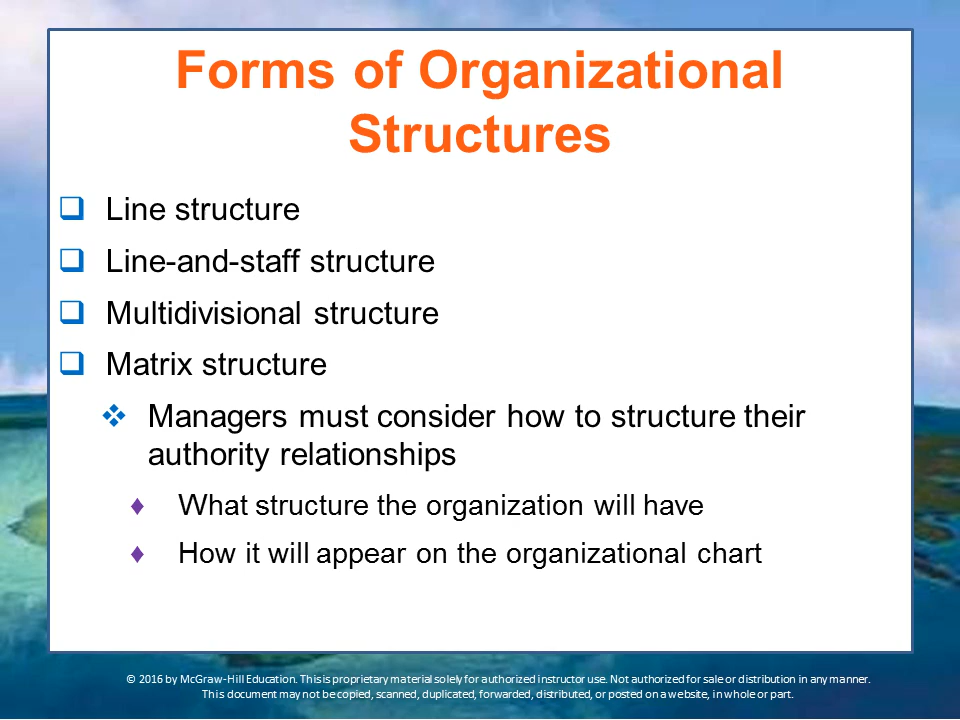 Forms of Organizational
Structures
Line structure
Line-and-staff structure
Multidivisional structure
Matrix structure
Managers must consider how to structure their
authority relationships
What structure the organization will have
How it will appear on the organizational chart
© 2016 by McGraw-Hill Education. This is proprietary material solely for authorized instructor use. Not authorized for sale or distribution in any manner.
This document may not be copied, scanned, duplicated, forwarded, distributed, or posted on a website, in whole or part.